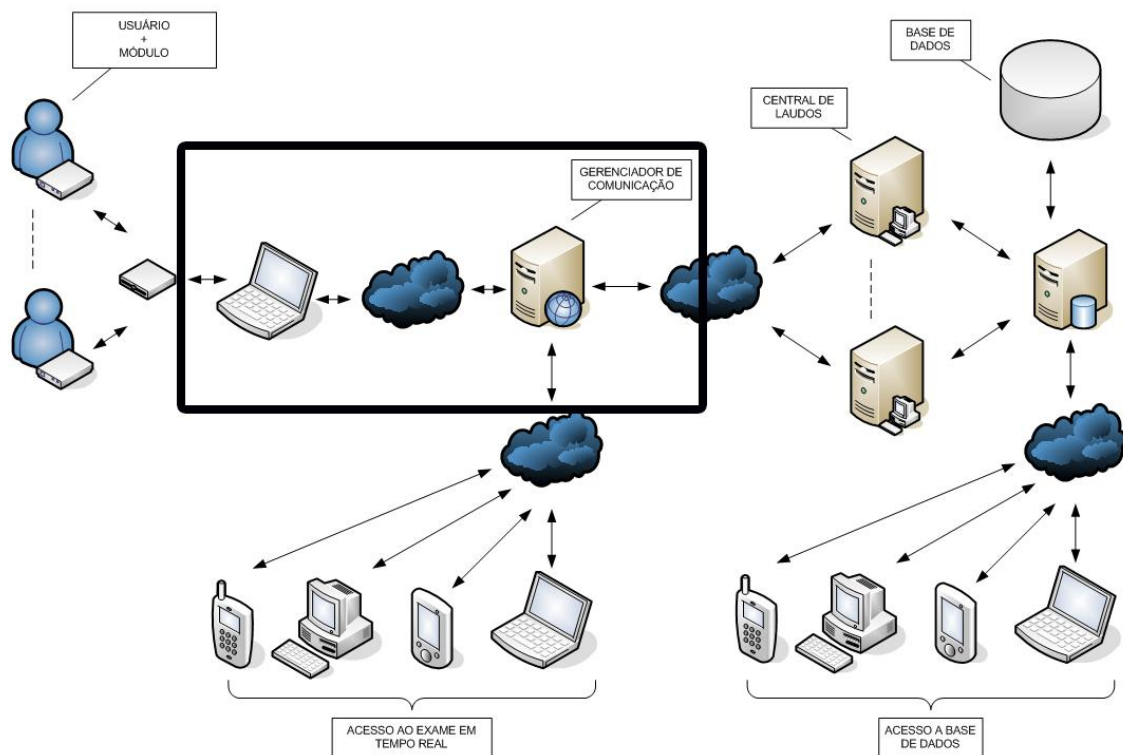 USUÁRIO
+
MÓDULO
BASE DE
DADOS
CENTRAL DE
LAUDOS
GERENCIADOR DE
COMUNICAÇÃO
ACESSO AO EXAME EM
TEMPO REAL
ACESSO A BASE
DE DADOS